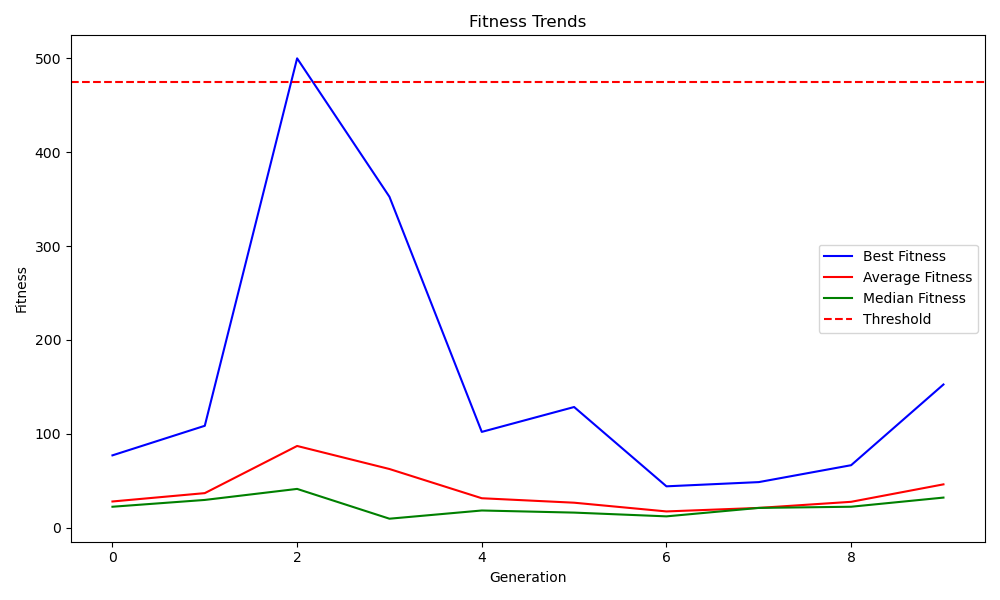 Fitness Trends
500
400
300
200
100
0
Fitness
Best Fitness
Average Fitness
Median Fitness
Threshold
0 2 4 6 8
Generation